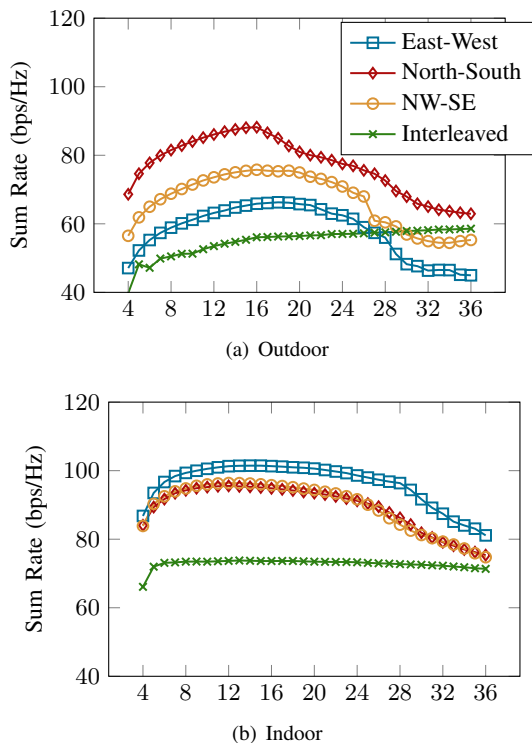 120
100
80
60
40
Sum Rate (bps/Hz)
East-West
North-South
NW-SE
Interleaved
4 8 12 16 20 24 28 32 36
(a) Outdoor
120
100
80
60
40
Sum Rate (bps/Hz)
4 8 12 16 20 24 28 32 36
(b) Indoor